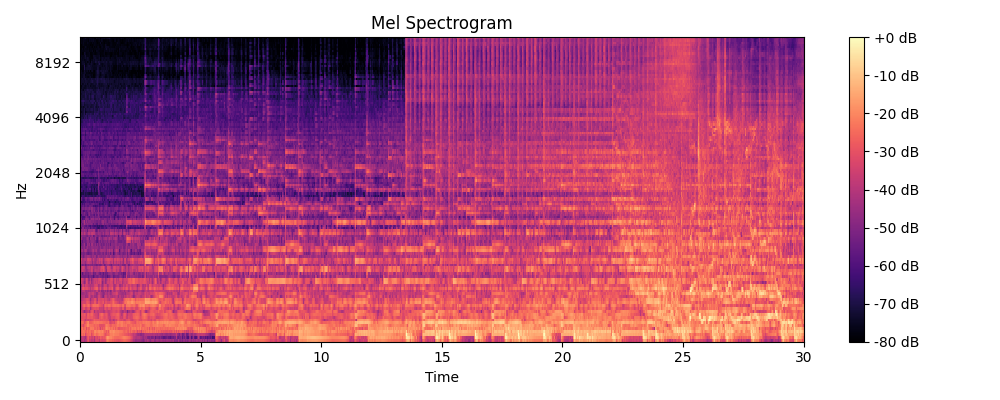 Mel Spectrogram
Hz
8192
4096
2048
1024
512
0
0 5 10 15 20 25 30
Time
+0 dB
-10 dB
-20 dB
-30 dB
-40 dB
-50 dB
-60 dB
-70 dB
-80 dB